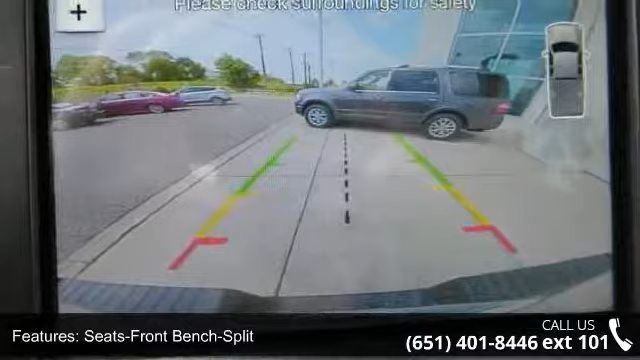 Please check surroundings for safety
+
Features: Seats-Front Bench-Split
CALL US
(651) 401-8446 ext 101